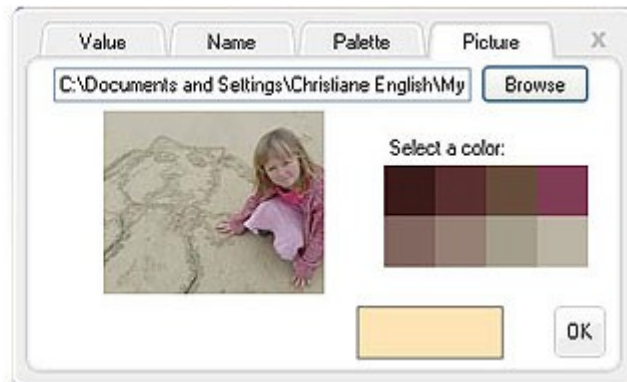 Value Name Palette Picture X
C:\Documents and Settings\Christiane English\My Browse
Select a color:
OK